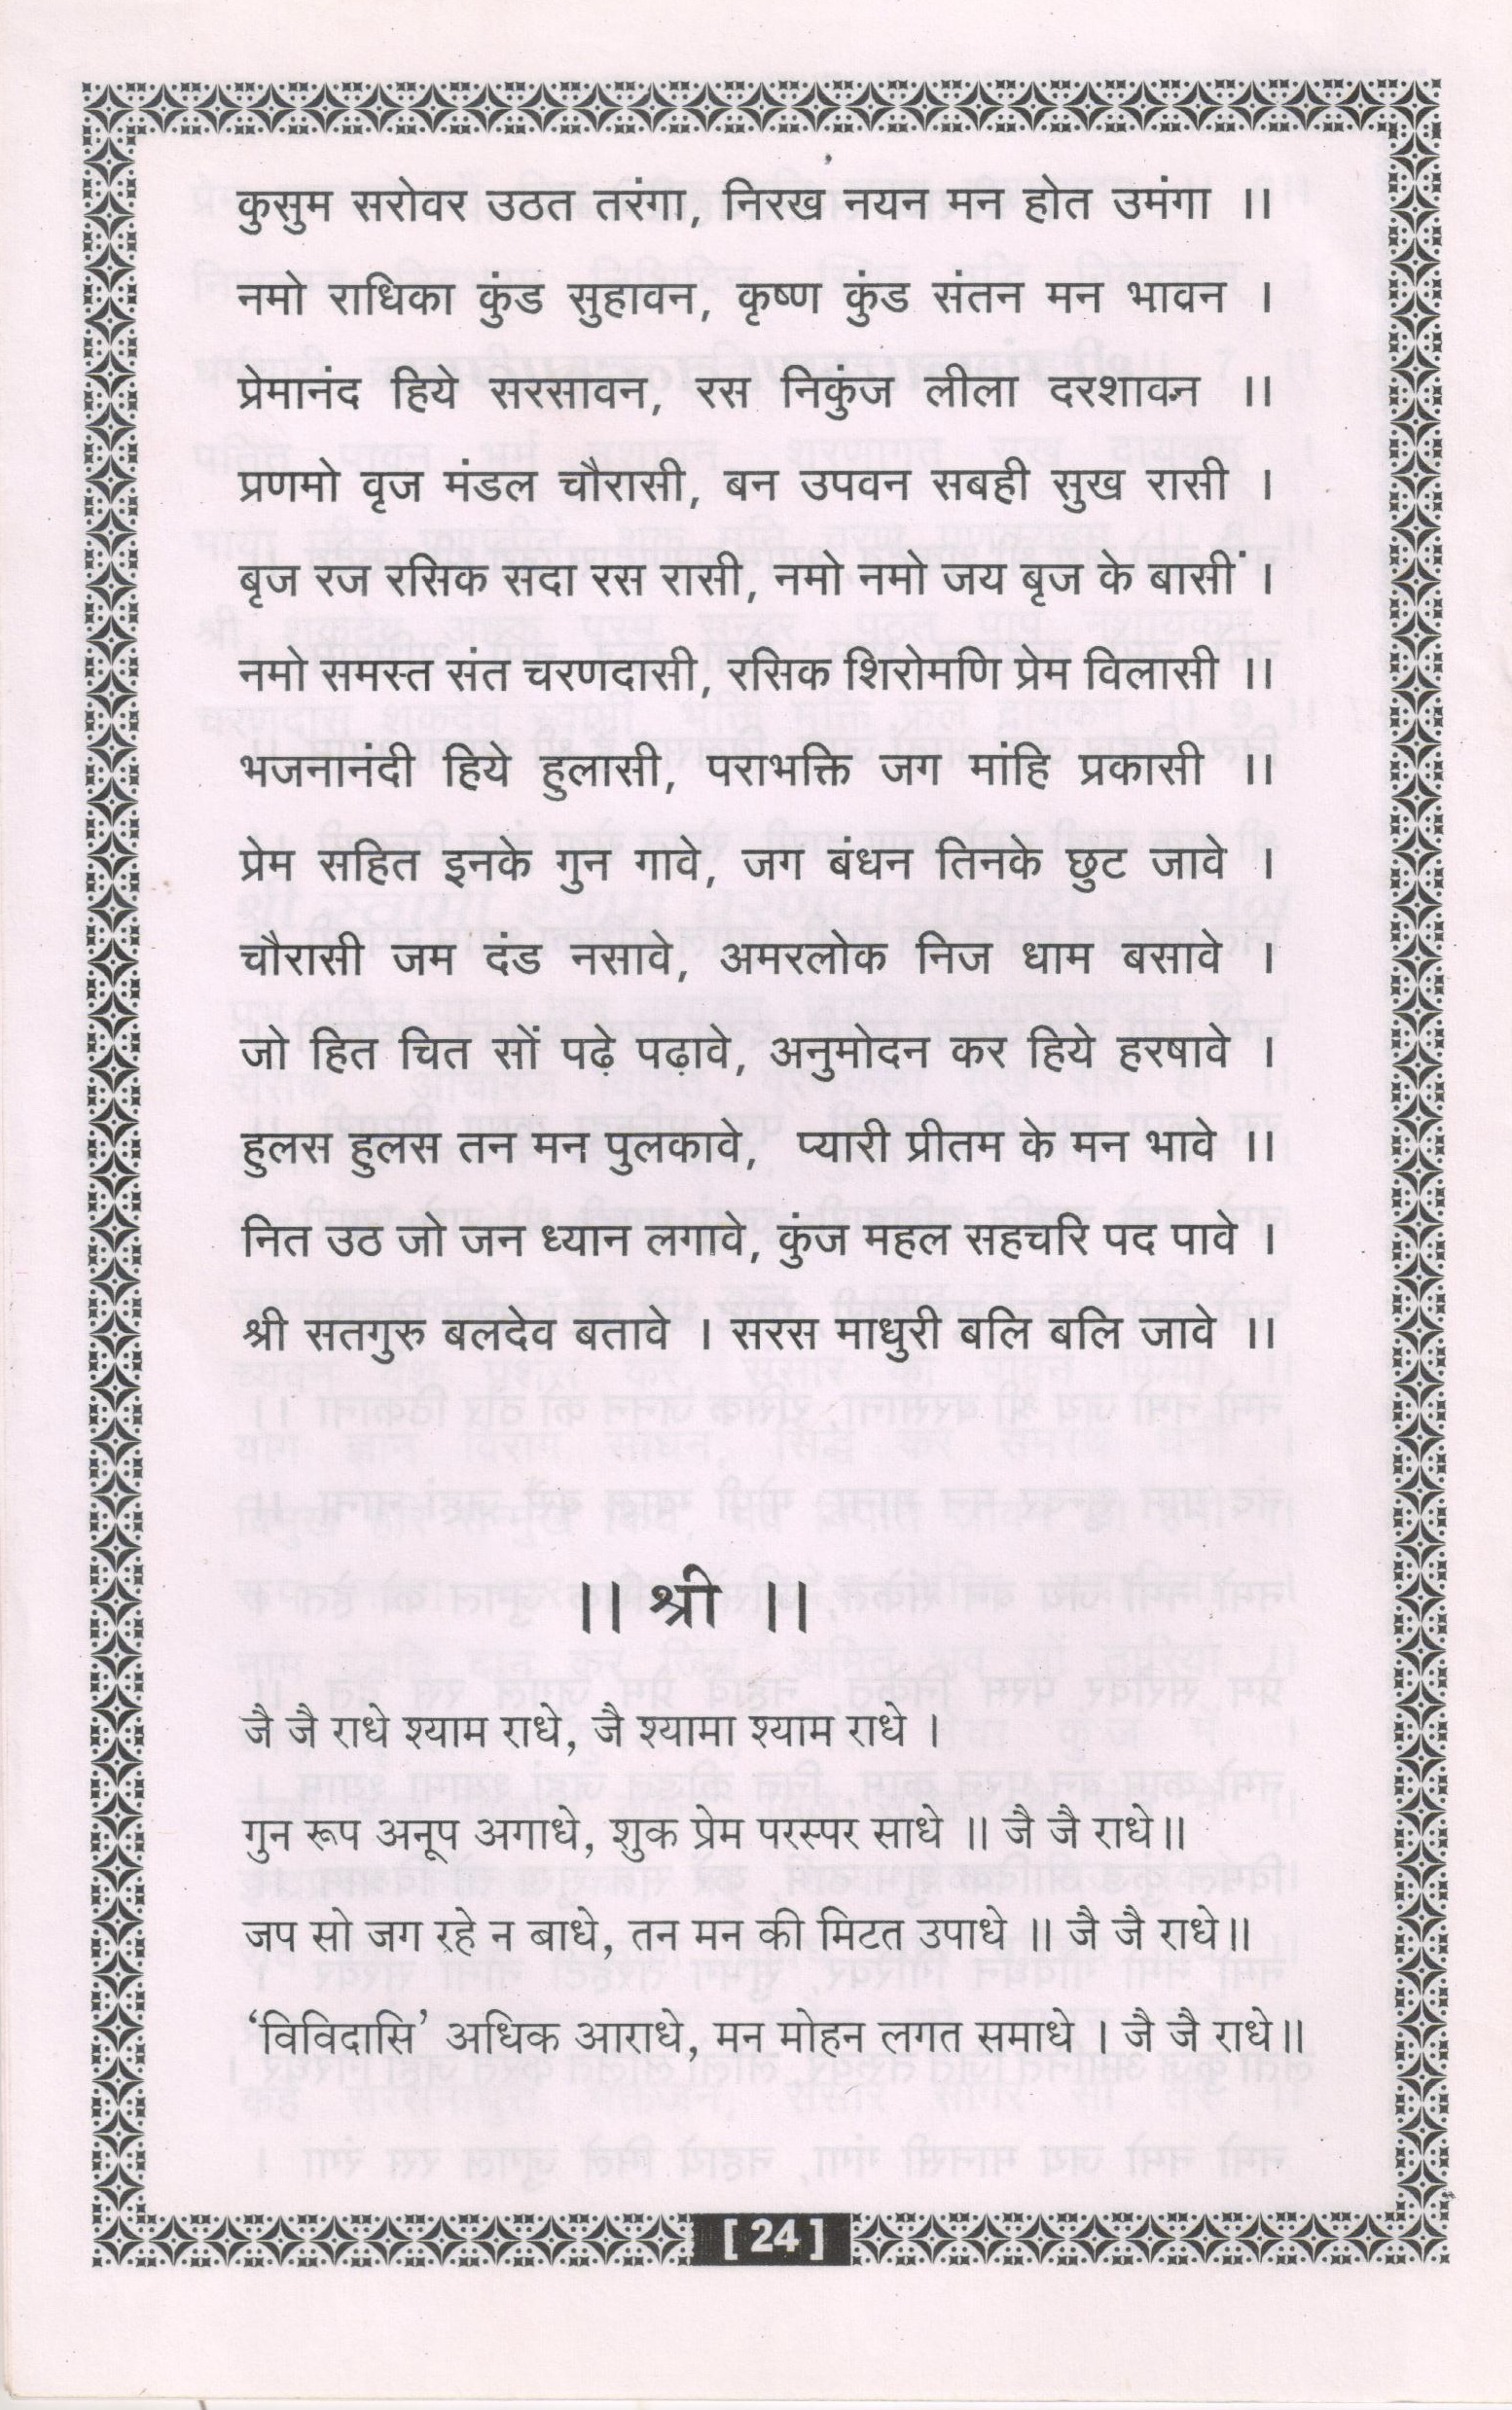 कुसुम सरोवर उठत तरंगा, निरख नयन मन होत उमंगा ।।
नमो राधिका कुंड सुहावन, कृष्ण कुंड संतन मन भावन ।
प्रेमानंद हिये सरसावन, रस निकुंज लीला दरशावन ।।
प्रणमो वृज मंडल चौरासी, बन उपवन सबही सुख रासी ।
बृज रज रसिक सदा रस रासी, नमो नमो जय बृज के बासीं ।
नमो समस्त संत चरणदासी, रसिक शिरोमणि प्रेम विलासी ।।
भजनानंदी हिये हुलासी, पराभक्ति जग मांहि प्रकासी ।।
प्रेम सहित इनके गुन गावे, जग बंधन तिनके छुट जावे ।
चौरासी जम दंड नसावे, अमरलोक निज धाम बसावे ।
जो हित चित सों पढ़े पढ़ावे, अनुमोदन कर हिये हरषावे ।
हुलस हुलस तन मन पुलकावे, प्यारी प्रीतम के मन भावे ।।
नित उठ जो जन ध्यान लगावे, कुंज महल सहचरि पद पावे ।
श्री सतगुरु बलदेव बतावे । सरस माधुरी बलि बलि जावे ।।
।। श्री ।।
जै जै राधे श्याम राधे, जै श्यामा श्याम राधे ।
गुन रूप अनूप अगाधे, शुक प्रेम परस्पर साधे ॥ जै जै राधे॥
जप सो जग रहे न बाधे, तन मन की मिटत उपाधे ॥ जै जै राधे॥
‘विविदासि’ अधिक आराधे, मन मोहन लगत समाधे । जै जै राधे॥
[ 24 ]